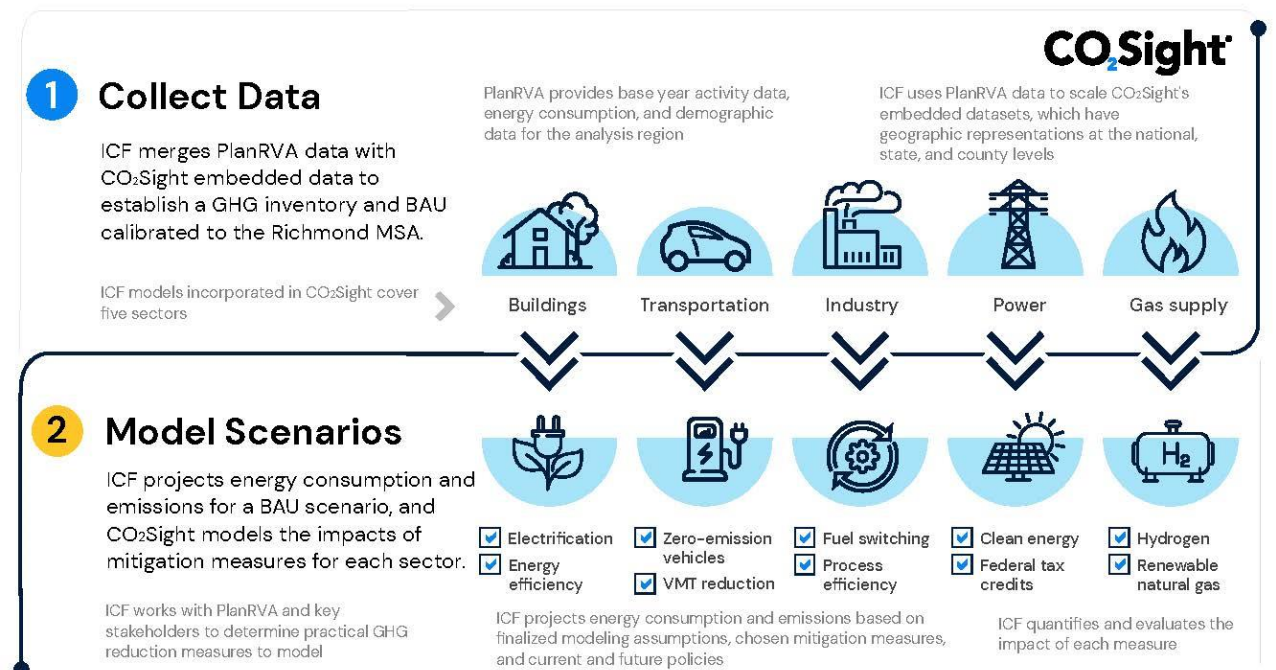 CO₂Sight
1 Collect Data
ICF merges PlanRVA data with
CO₂Sight embedded data to
establish a GHG inventory and BAU
calibrated to the Richmond MSA.
ICF models incorporated in CO₂Sight cover
five sectors
PlanRVA provides base year activity data,
energy consumption, and demographic
data for the analysis region
ICF uses PlanRVA data to scale CO₂Sight's
embedded datasets, which have
geographic representations at the national,
state, and county levels
Buildings
Transportation
Industry
Power
Gas supply
2 Model Scenarios
ICF projects energy consumption and
emissions for a BAU scenario, and
CO₂Sight models the impacts of
mitigation measures for each sector.
ICF works with PlanRVA and key
stakeholders to determine practical GHG
reduction measures to model
H₂
Electrification
Energy
efficiency
Zero-emission
vehicles
VMT reduction
Fuel switching
Process
efficiency
Clean energy
Federal tax
credits
Hydrogen
Renewable
natural gas
ICF projects energy consumption and emissions based on
finalized modeling assumptions, chosen mitigation measures,
and current and future policies
ICF quantifies and evaluates the
impact of each measure